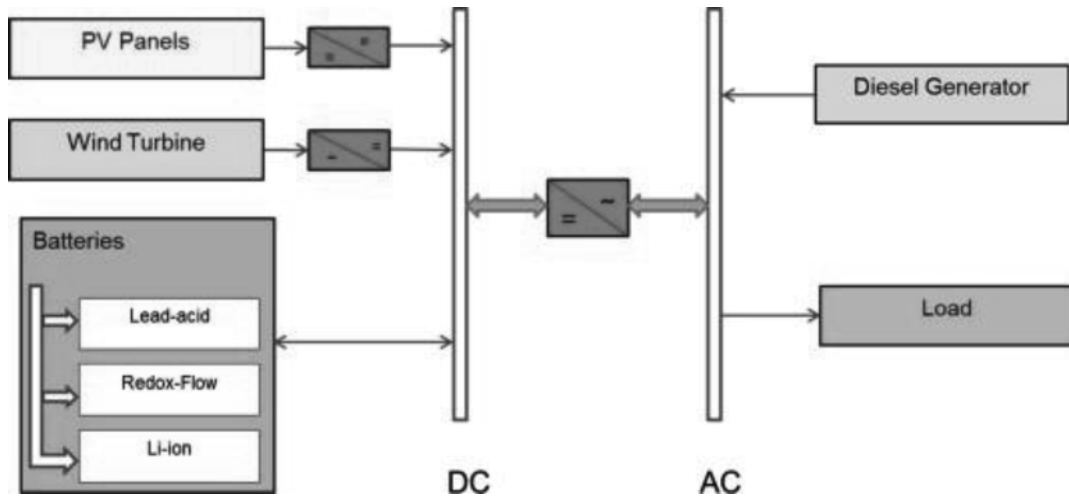 PV Panels
Diesel Generator
Wind Turbine
Batteries
Lead-acid
Redox-Flow
Li-ion
Load
DC
AC